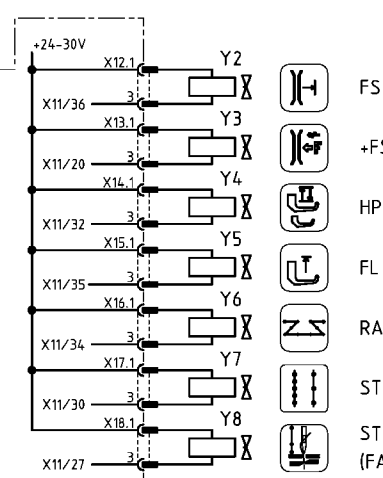 +24-30V
X12.1 Y2
3
X11/36
FS
X13.1 Y3
3
X11/20
F
X14.1 Y4
3
X11/32
HP
X15.1 Y5
3
X11/35
FL
X16.1 Y6
3
X11/34
RA
X17.1 Y7
3
X11/30
ST
X18.1 Y8
3
X11/27
ST